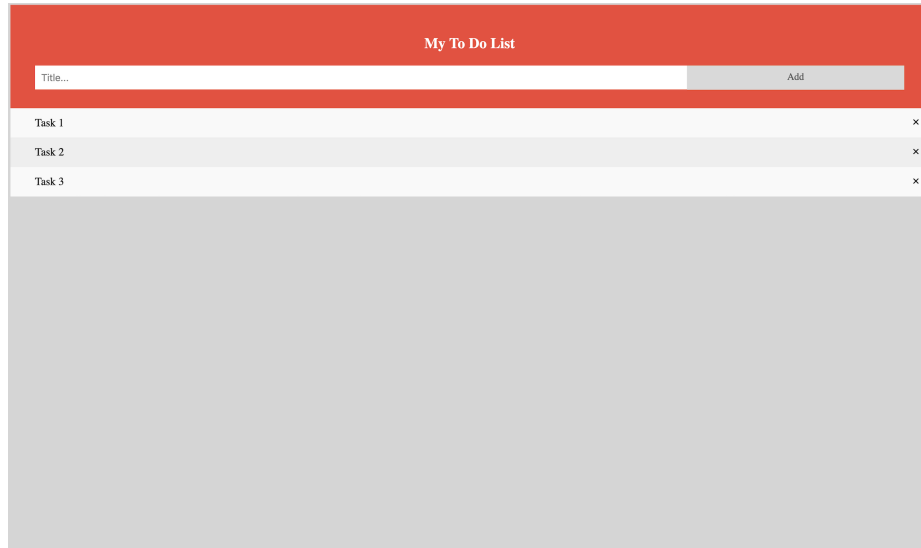 My To Do List
Title...
Add
Task 1
×
Task 2
×
Task 3
×